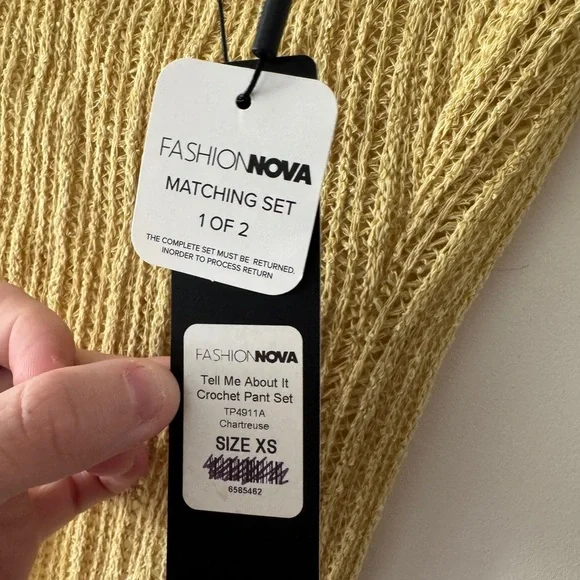 FASHIONNOVA
MATCHING SET
1 OF 2
THE COMPLETE SET MUST BE RETURNED.
INORDER TO PROCESS RETURN
FASHIONNOVA
Tell Me About It
Crochet Pant Set
TP4911A
Chartreuse
SIZE XS
6585462